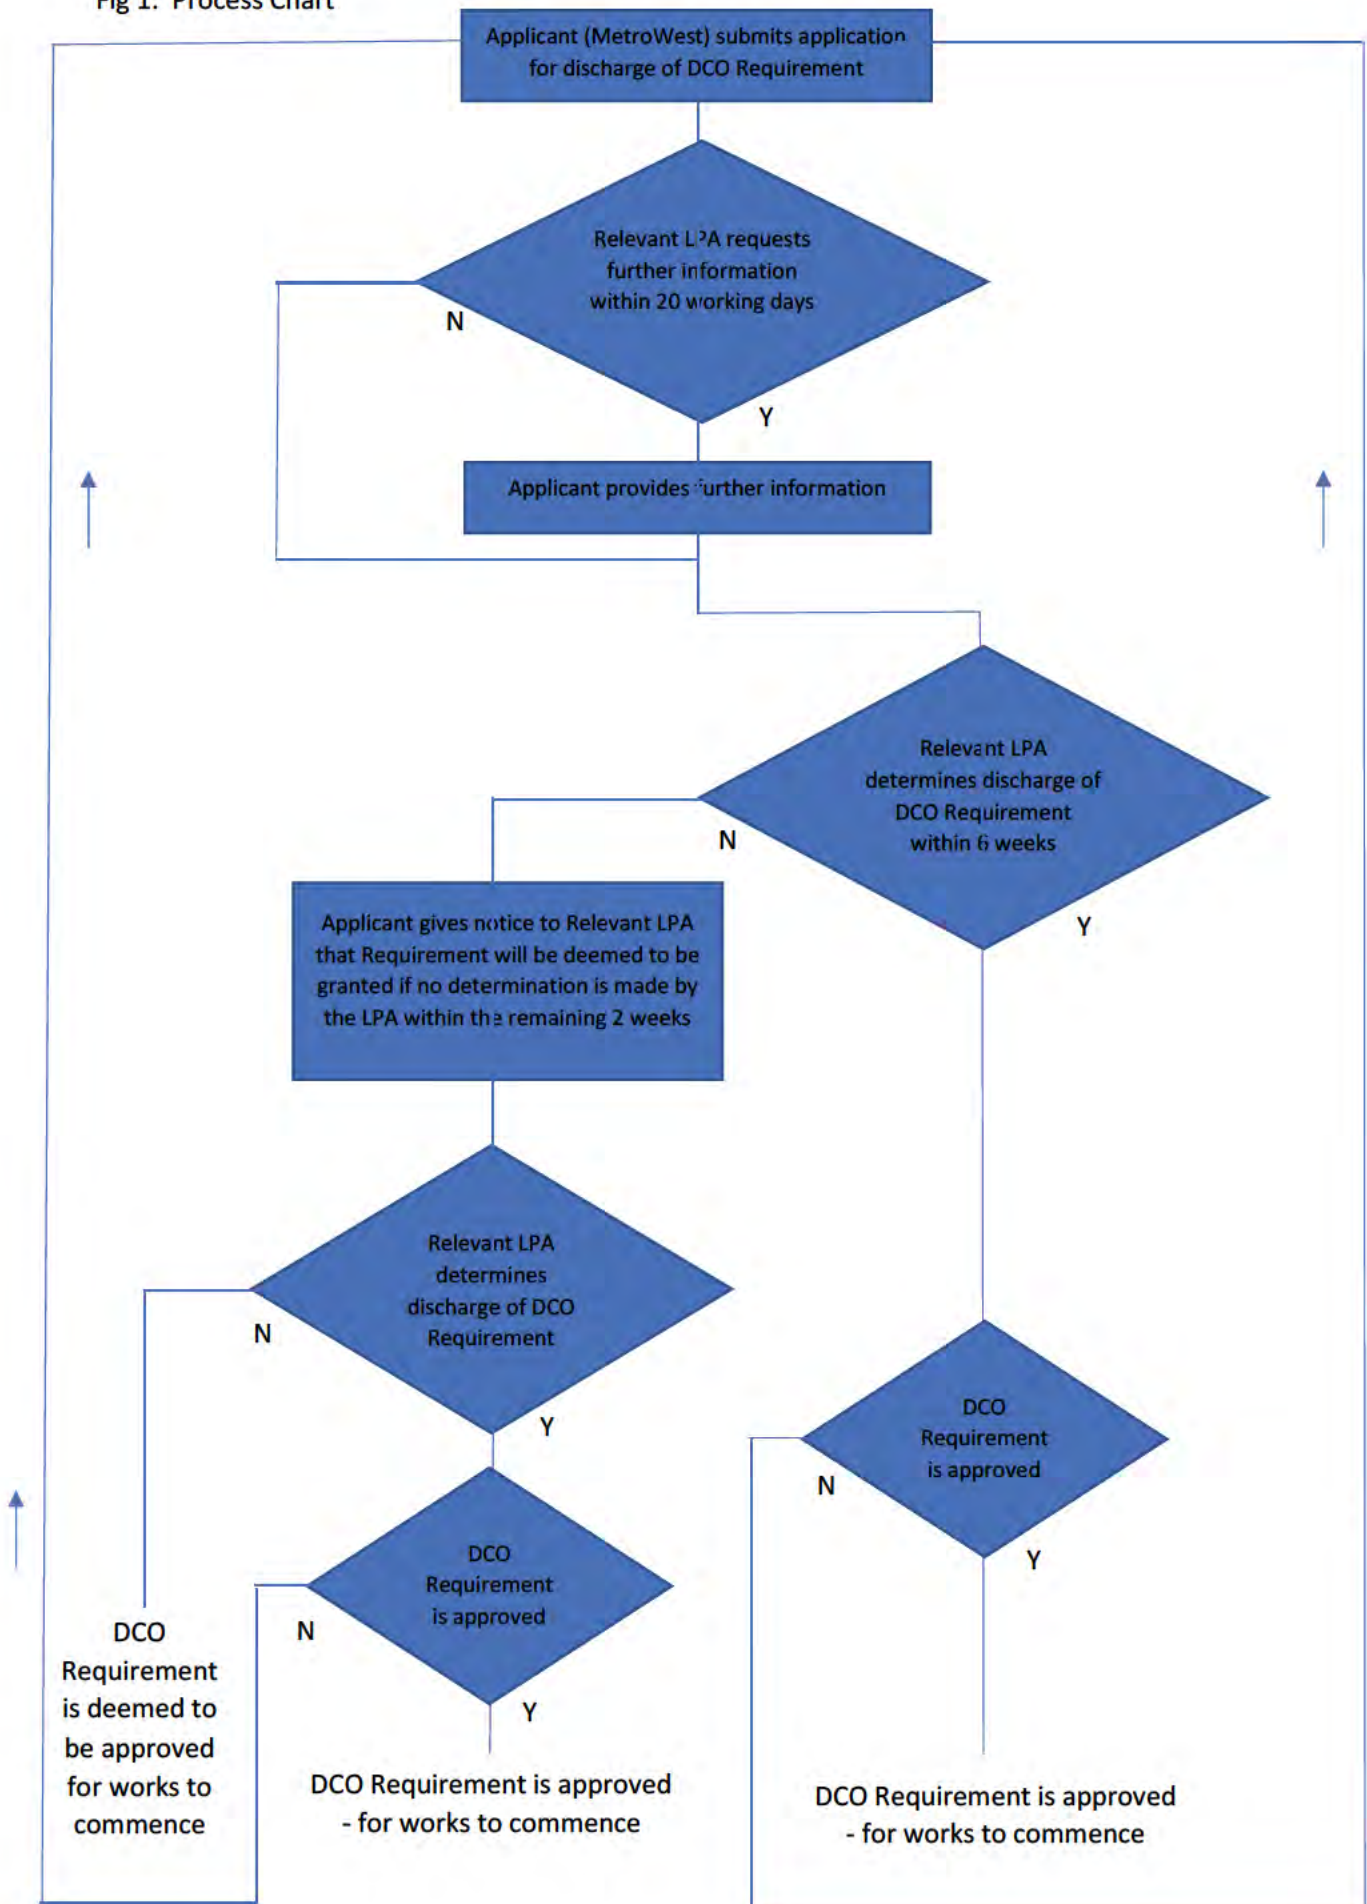 Fig 1. Process Chart
Applicant (MetroWest) submits application
for discharge of DCO Requirement
Relevant LPA requests
further information
within 20 working days
N
Y
Applicant provides further information
Relevant LPA
determines discharge of
DCO Requirement
within 6 weeks
N
Y
Applicant gives notice to Relevant LPA
that Requirement will be deemed to be
granted if no determination is made by
the LPA within the remaining 2 weeks
Relevant LPA
determines
discharge of DCO
Requirement
N
Y
DCO
Requirement
is approved
N
Y
DCO
Requirement
is approved
N
Y
DCO
Requirement
is deemed to
be approved
for works to
commence
DCO Requirement is approved
- for works to commence
DCO Requirement is approved
- for works to commence